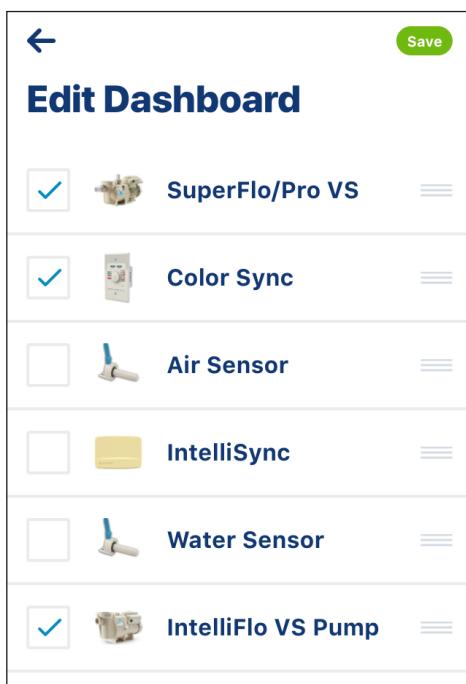 Save
Edit Dashboard
SuperFlo/Pro VS
Color Sync
Air Sensor
IntelliSync
Water Sensor
IntelliFlo VS Pump